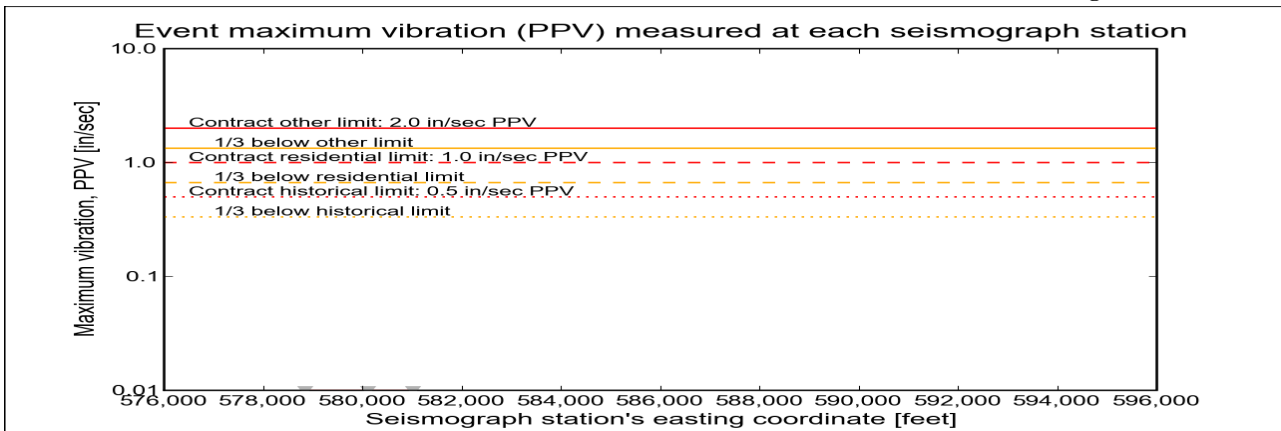 Event maximum vibration (PPV) measured at each seismograph station
10.0
Contract other limit: 2.0 in/sec PPV
1/3 below other limit
1.0
Contract residential limit: 1.0 in/sec PPV
1/3 below residential limit
Contract historical limit; 0.5 in/sec PPV
1/3 below historical limit
0.1
0.01
Maximum vibration, PPV [in/sec]
576,000 578,000 580,000 582,000 584,000 586,000 588,000 590,000 592,000 594,000 596,000
Seismograph station's easting coordinate [feet]